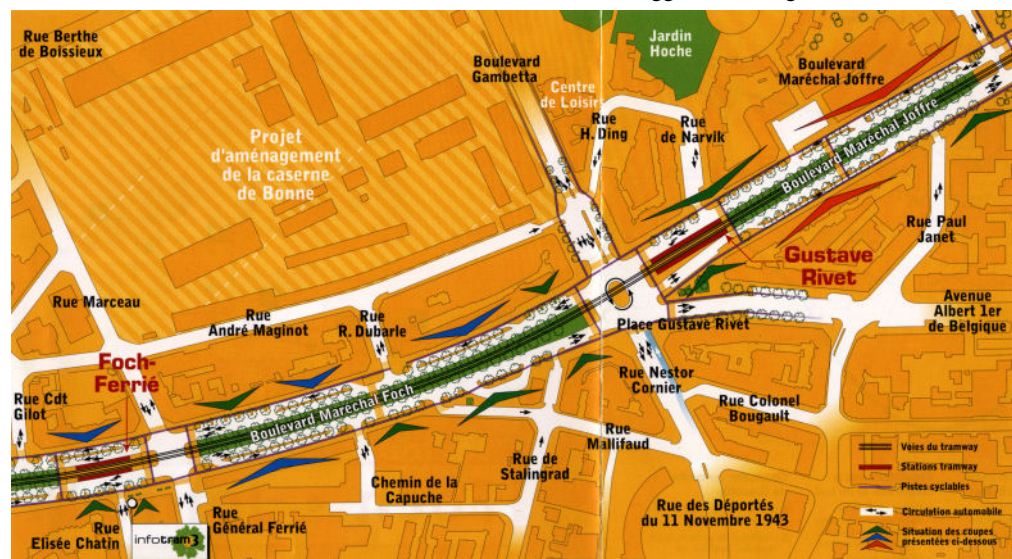 Rue Berthe
de Boissieux
Boulevard
Gambetta
Jardin
Hoche
Boulevard
Maréchal Joffre
Centre
de Loisir
Rue
H. Ding
Rue
de Narvik
Projet
d'aménagement
de la caserne
de Bonne
Boulevard Maréchal Joffre
Rue Paul
Janet
Gustave
Rivet
Rue Marceau
Rue
André Maginot
Rue
R. Dubarle
Place Gustave Rivet
Avenue
Albert 1er
de Belgique
Foch-
Ferrié
Rue Cdt
Gilot
Boulevard Maréchal Foch
Rue Nestor
Cornier
Rue Colonel
Bougault
Rue
Mallifaud
Rue de
Stalingrad
Chemin de la
Capuche
Rue des Déportés
du 11 Novembre 1943
Rue
Elisée Chatin
Rue
Général Ferrié
infotram3
Voies du tramway
Stations tramway
Pistes cyclables
Circulation automobile
Situation des coupes
présentées ci-dessous